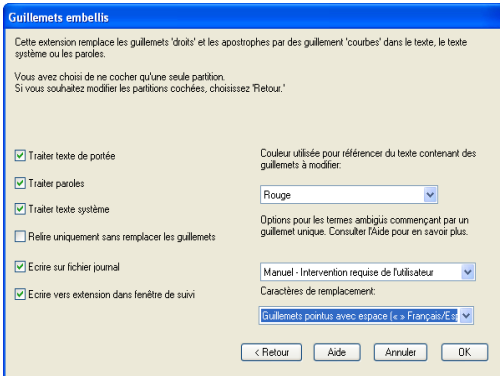 Guillemets embellis
Cette extension remplace les guillemets 'droits' et les apostrophes par des guillement 'courbes' dans le texte, le texte
système ou les paroles.
Vous avez choisi de ne cocher qu'une seule partition.
Si vous souhaitez modifier les partitions cochées, choisissez 'Retour.'
Traiter texte de portée
Traiter paroles
Traiter texte système
Relire uniquement sans remplacer les guillemets
Ecrire sur fichier journal
Ecrire vers extension dans fenêtre de suivi
Couleur utilisée pour référencer du texte contenant des
guillemets à modifier:
Rouge
Options pour les termes ambigüs commençant par un
guillemet unique. Consulter l'Aide pour en savoir plus.
Manuel - Intervention requise de l'utilisateur
Caractères de remplacement:
Guillemets pointus avec espace (« » Français/Esp
< Retour
Aide
Annuler
OK